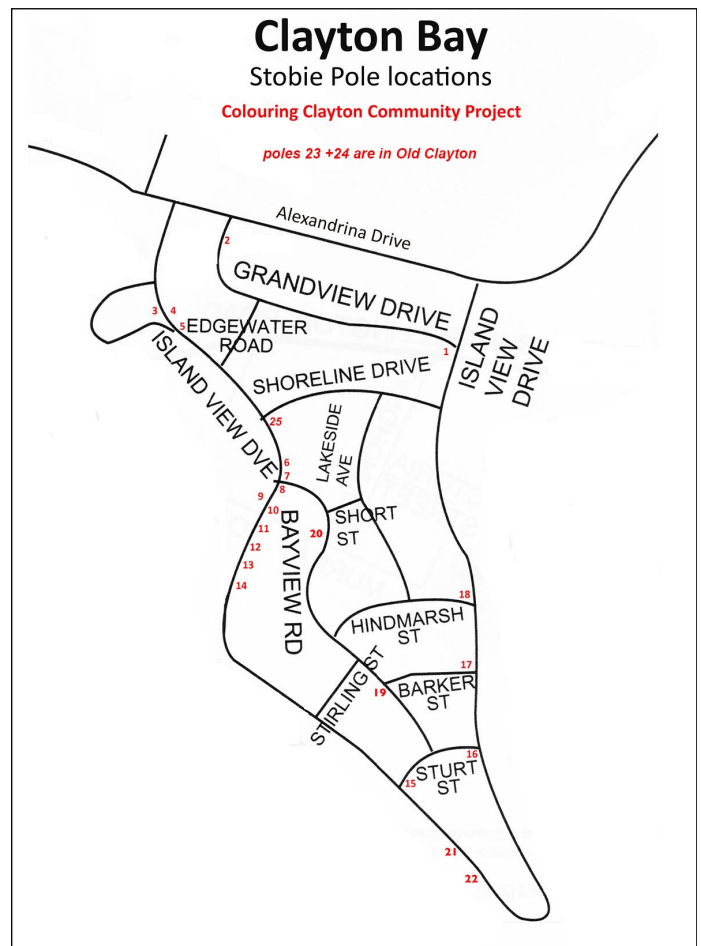 Clayton Bay
Stobie Pole locations
Colouring Clayton Community Project
poles 23 +24 are in Old Clayton
Alexandrina Drive
2
GRANDVIEW DRIVE
3
4
5
EDGEWATER
ROAD
1
ISLAND
VIEW
DRIVE
SHORELINE DRIVE
ISLAND VIEW DVE
25
LAKESIDE
AVE
6
7
8
9
10
11
12
13
14
BAYVIEW RD
20
SHORT
ST
18
HINDMARSH
ST
17
STIRLING ST
19
BARKER
ST
16
STURT
ST
15
21
22